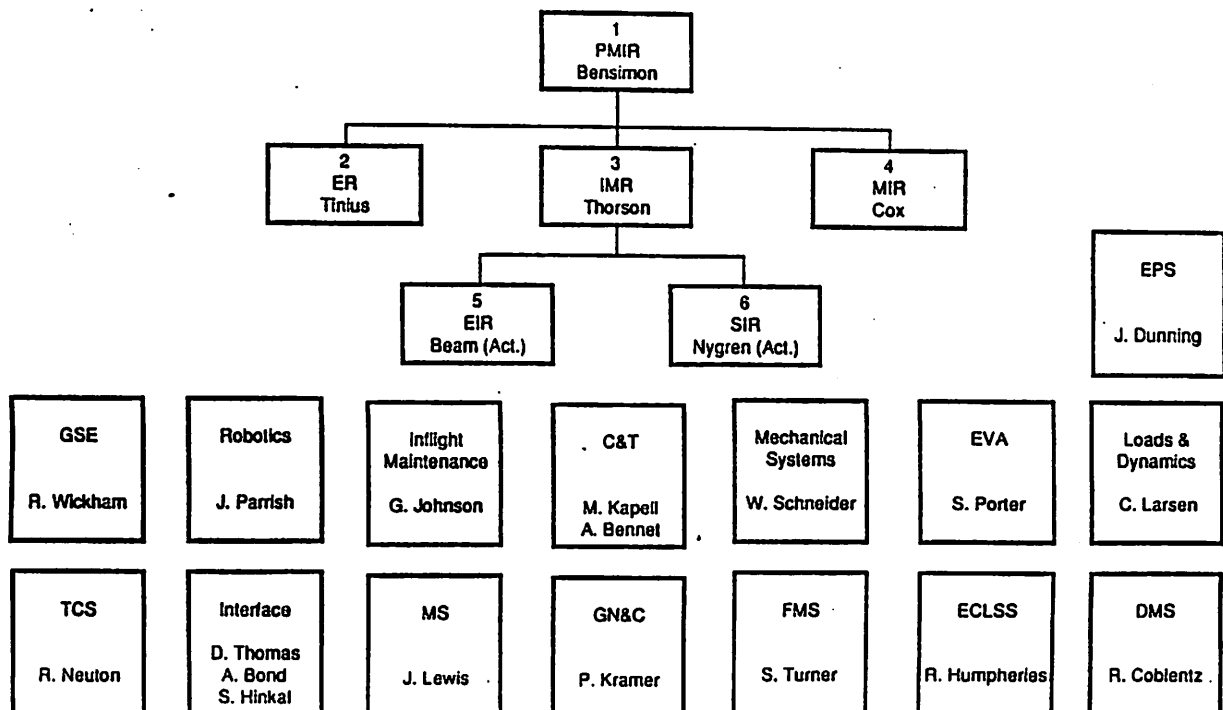 1
PMIR
Bensimon
2
ER
Tinius
3
IMR
Thorson
4
MIR
Cox
5
EIR
Beam (Act.)
6
SIR
Nygren (Act.)
EPS
J. Dunning
GSE
R. Wickham
Robotics
J. Parrish
Inflight
Maintenance
G. Johnson
C&T
M. Kapell
A. Bennet
Mechanical
Systems
W. Schneider
EVA
S. Porter
Loads &
Dynamics
C. Larsen
TCS
R. Neuton
Interface
D. Thomas
A. Bond
S. Hinkal
MS
J. Lewis
GN&C
P. Kramer
FMS
S. Turner
ECLSS
R. Humpheries
DMS
R. Coblentz